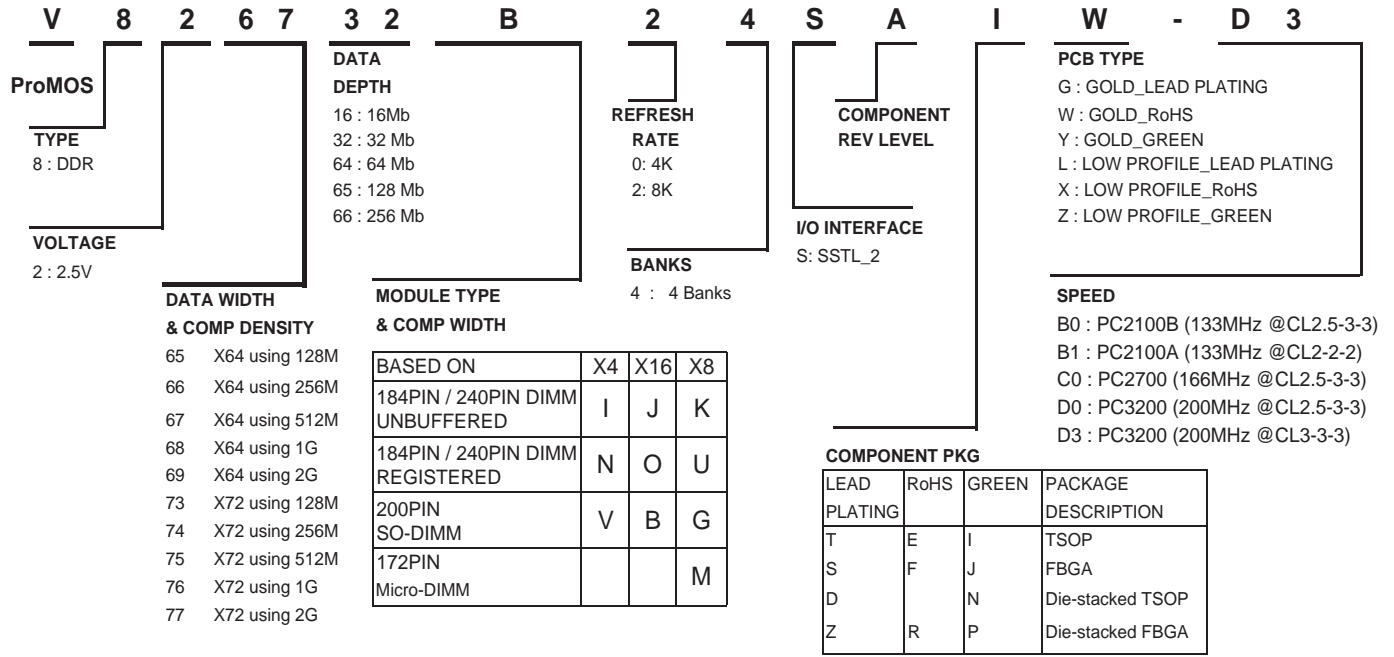 V 8 2 6 7 3 2 B 2 4 S A I W - D 3
ProMOS
TYPE
8 : DDR
VOLTAGE
2 : 2.5V
DATA WIDTH
& COMP DENSITY
65 X64 using 128M
66 X64 using 256M
67 X64 using 512M
68 X64 using 1G
69 X64 using 2G
73 X72 using 128M
74 X72 using 256M
75 X72 using 512M
76 X72 using 1G
77 X72 using 2G
DATA
DEPTH
16 : 16Mb
32 : 32 Mb
64 : 64 Mb
65 : 128 Mb
66 : 256 Mb
MODULE TYPE
& COMP WIDTH
BASED ON X4 X16 X8
184PIN / 240PIN DIMM
UNBUFFERED I J K
184PIN / 240PIN DIMM
REGISTERED N O U
200PIN
SO-DIMM V B G
172PIN
Micro-DIMM M
REFRESH
RATE
0: 4K
2: 8K
BANKS
4 : 4 Banks
I/O INTERFACE
S: SSTL_2
COMPONENT
REV LEVEL
COMPONENT PKG
LEAD PLATING RoHS GREEN PACKAGE DESCRIPTION
T E I TSOP
S F J FBGA
D N Die-stacked TSOP
Z R P Die-stacked FBGA
PCB TYPE
G : GOLD_LEAD PLATING
W : GOLD_RoHS
Y : GOLD_GREEN
L : LOW PROFILE_LEAD PLATING
X : LOW PROFILE_RoHS
Z : LOW PROFILE_GREEN
SPEED
B0 : PC2100B (133MHz @CL2.5-3-3)
B1 : PC2100A (133MHz @CL2-2-2)
C0 : PC2700 (166MHz @CL2.5-3-3)
D0 : PC3200 (200MHz @CL2.5-3-3)
D3 : PC3200 (200MHz @CL3-3-3)